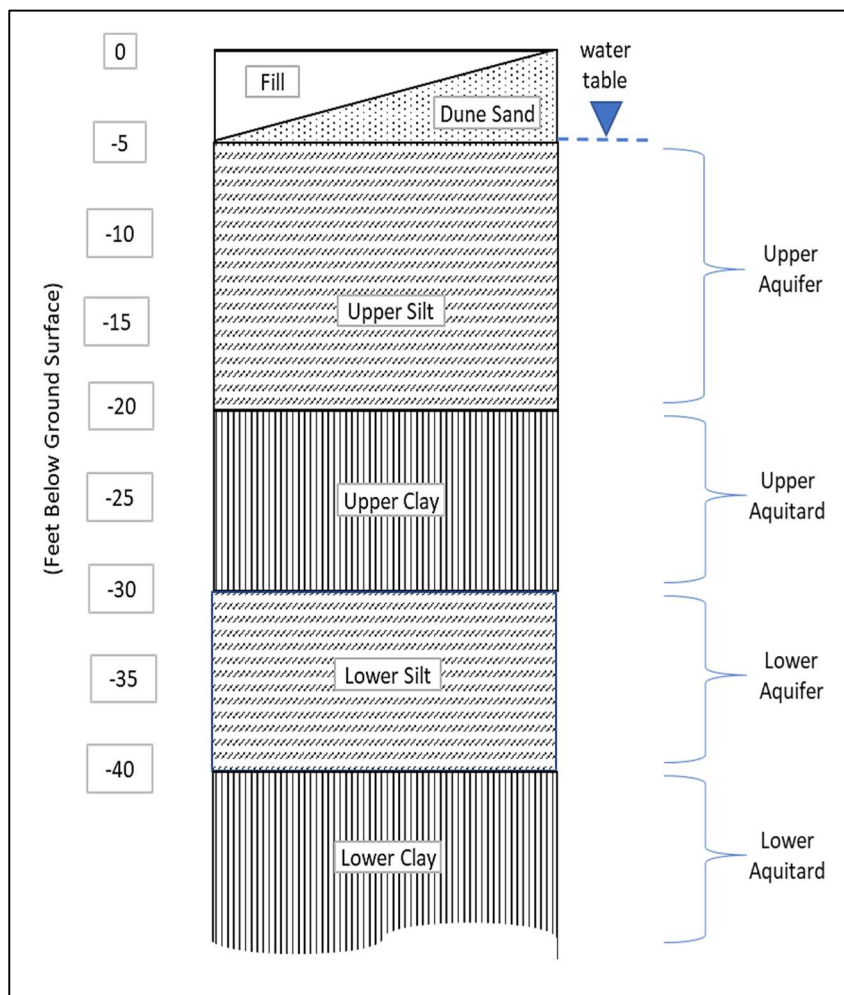 0
water
table
Fill
Dune Sand
-5
-10
Upper
Aquifer
Upper Silt
-15
(Feet Below Ground Surface)
-20
Upper
Aquitard
Upper Clay
-25
-30
Lower
Aquifer
Lower Silt
-35
-40
Lower
Aquitard
Lower Clay